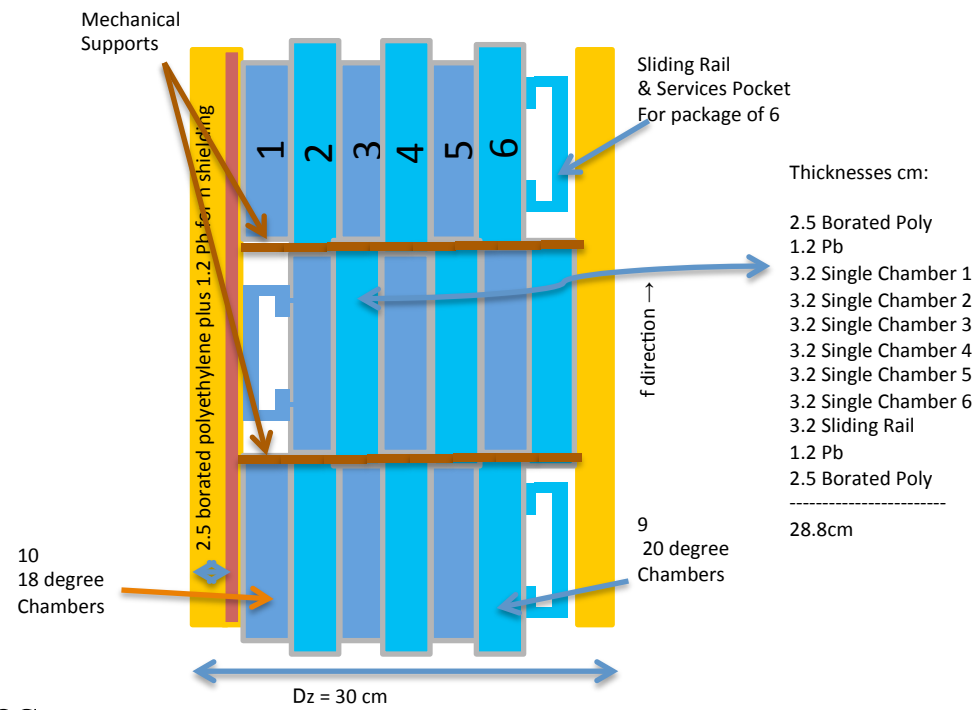 Mechanical
Supports
Sliding Rail
& Services Pocket
For package of 6
1
2
3
4
5
6
2.5 borated polyethylene plus 1.2 Pb for n shielding
Thicknesses cm:
2.5 Borated Poly
1.2 Pb
3.2 Single Chamber 1
3.2 Single Chamber 2
3.2 Single Chamber 3
3.2 Single Chamber 4
3.2 Single Chamber 5
3.2 Single Chamber 6
3.2 Sliding Rail
1.2 Pb
2.5 Borated Poly
------------------------
28.8cm
f direction →
10
18 degree
Chambers
9
20 degree
Chambers
Dz = 30 cm